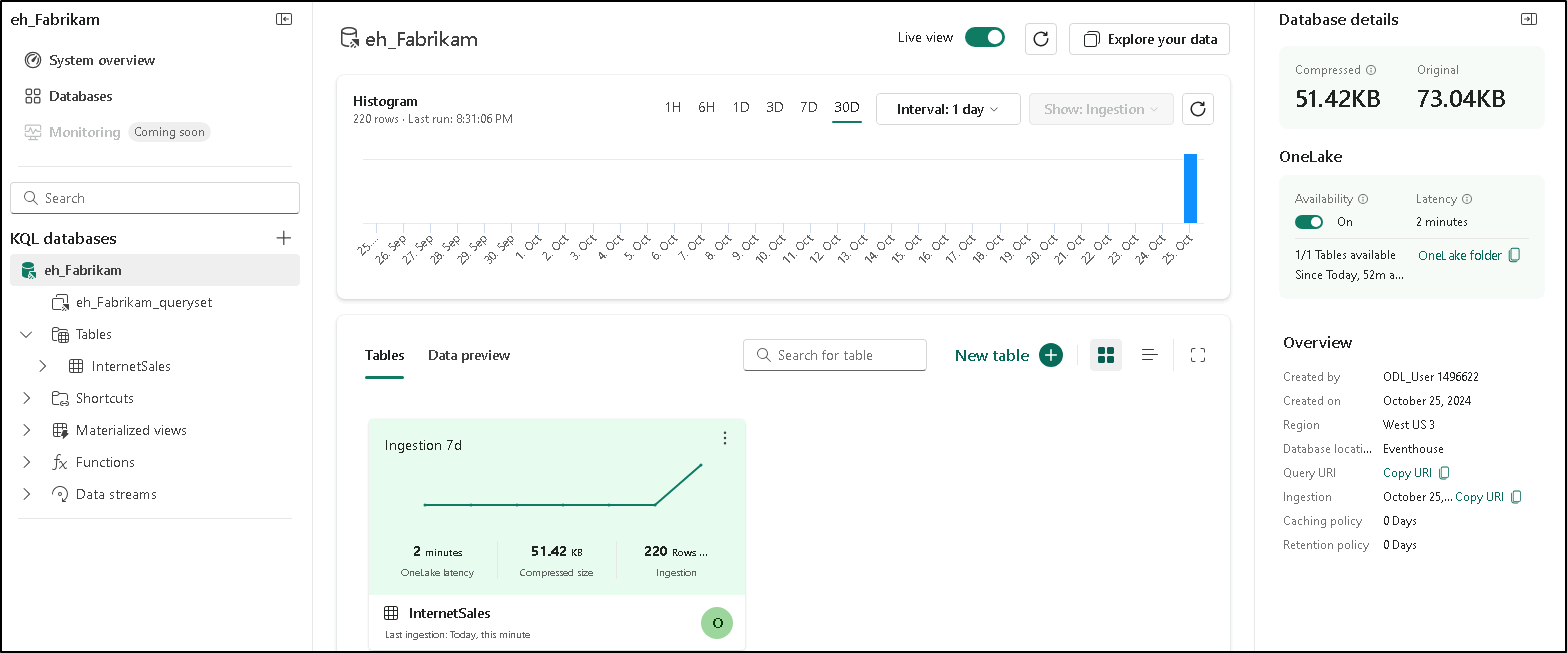 eh_Fabrikam
System overview
Databases
Monitoring Coming soon
Search
KQL databases
eh_Fabrikam
eh_Fabrikam_queryset
Tables
InternetSales
Shortcuts
Materialized views
Functions
Data streams
eh_Fabrikam
Live view
Explore your data
Histogram
220 rows · Last run: 8:31:06 PM
1H 6H 1D 3D 7D 30D
Interval: 1 day
Show: Ingestion
25.... 26. Sep 27. Sep 28. Sep 29. Sep 30. Sep 1. Oct 2. Oct 3. Oct 4. Oct 5. Oct 6. Oct 7. Oct 8. Oct 9. Oct 10. Oct 11. Oct 12. Oct 13. Oct 14. Oct 15. Oct 16. Oct 17. Oct 18. Oct 19. Oct 20. Oct 21. Oct 22. Oct 23. Oct 24. Oct 25. Oct
Tables Data preview
Search for table
New table
Ingestion 7d
2 minutes 51.42 KB 220 Rows ...
OneLake latency Compressed size Ingestion
InternetSales
Last ingestion: Today, this minute
O
Database details
Compressed Original
51.42KB 73.04KB
OneLake
Availability Latency
On 2 minutes
1/1 Tables available OneLake folder
Since Today, 52m a...
Overview
Created by ODL_User 1496622
Created on October 25, 2024
Region West US 3
Database locati... Eventhouse
Query URI Copy URI
Ingestion October 25,... Copy URI
Caching policy 0 Days
Retention policy 0 Days